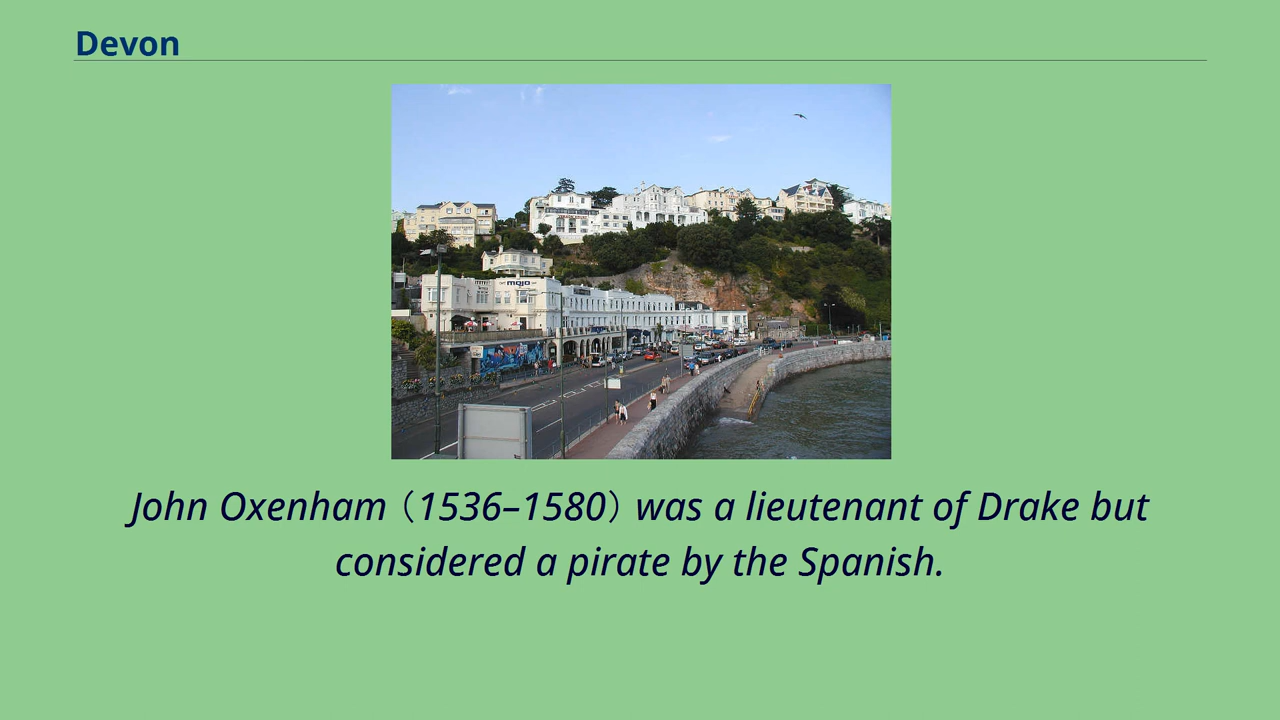 Devon
mojo
John Oxenham（1536–1580）was a lieutenant of Drake but
considered a pirate by the Spanish.